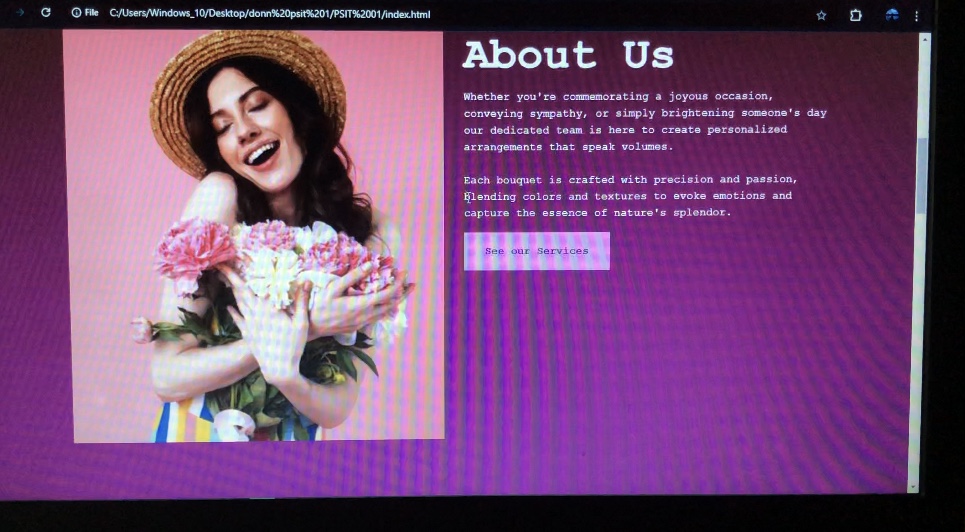 File C:/Users/Windows_10/Desktop/donn%20psit%201/PSIT%2001/index.html
About Us
Whether you're commemorating a joyous occasion,
conveying sympathy, or simply brightening someone's day
our dedicated team is here to create personalized
arrangements that speak volumes.
Each bouquet is crafted with precision and passion,
blending colors and textures to evoke emotions and
capture the essence of nature's splendor.
See our Services